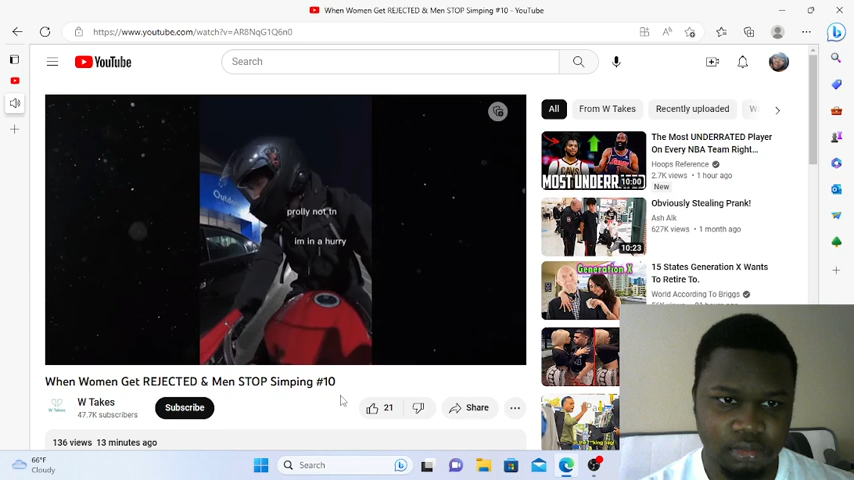 When Women Get REJECTED & Men STOP Simping #10 - YouTube
https://www.youtube.com/watch?v=AR8NqG1Q6n0
YouTube
Search
prolly not tn
im in a hurry
When Women Get REJECTED & Men STOP Simping #10
W Takes
47.7K subscribers
Subscribe
21
Share
136 views 13 minutes ago
All
From W Takes
Recently uploaded
The Most UNDERRATED Player
On Every NBA Team Right...
Hoops Reference
2.7K views • 1 hour ago
New
MOST UNDERR
10:00
Obviously Stealing Prank!
Ash Alk
627K views • 1 month ago
10:23
15 States Generation X Wants
To Retire To.
World According To Briggs
Generation X
66°F
Cloudy
Search